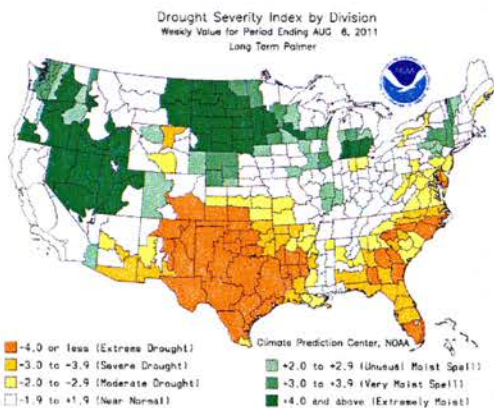 Drought Severity Index by Division
Weekly Value for Period Ending AUG 6, 2011
Long Term Palmer
NOAA
Climate Prediction Center, NOAA
-4.0 or less (Extreme Drought)
-3.0 to -3.9 (Severe Drought)
-2.0 to -2.9 (Moderate Drought)
-1.9 to +1.9 (Near Normal)
+2.0 to +2.9 (Unusual Moist Spell)
+3.0 to +3.9 (Very Moist Spell)
+4.0 and above (Extremely Moist)